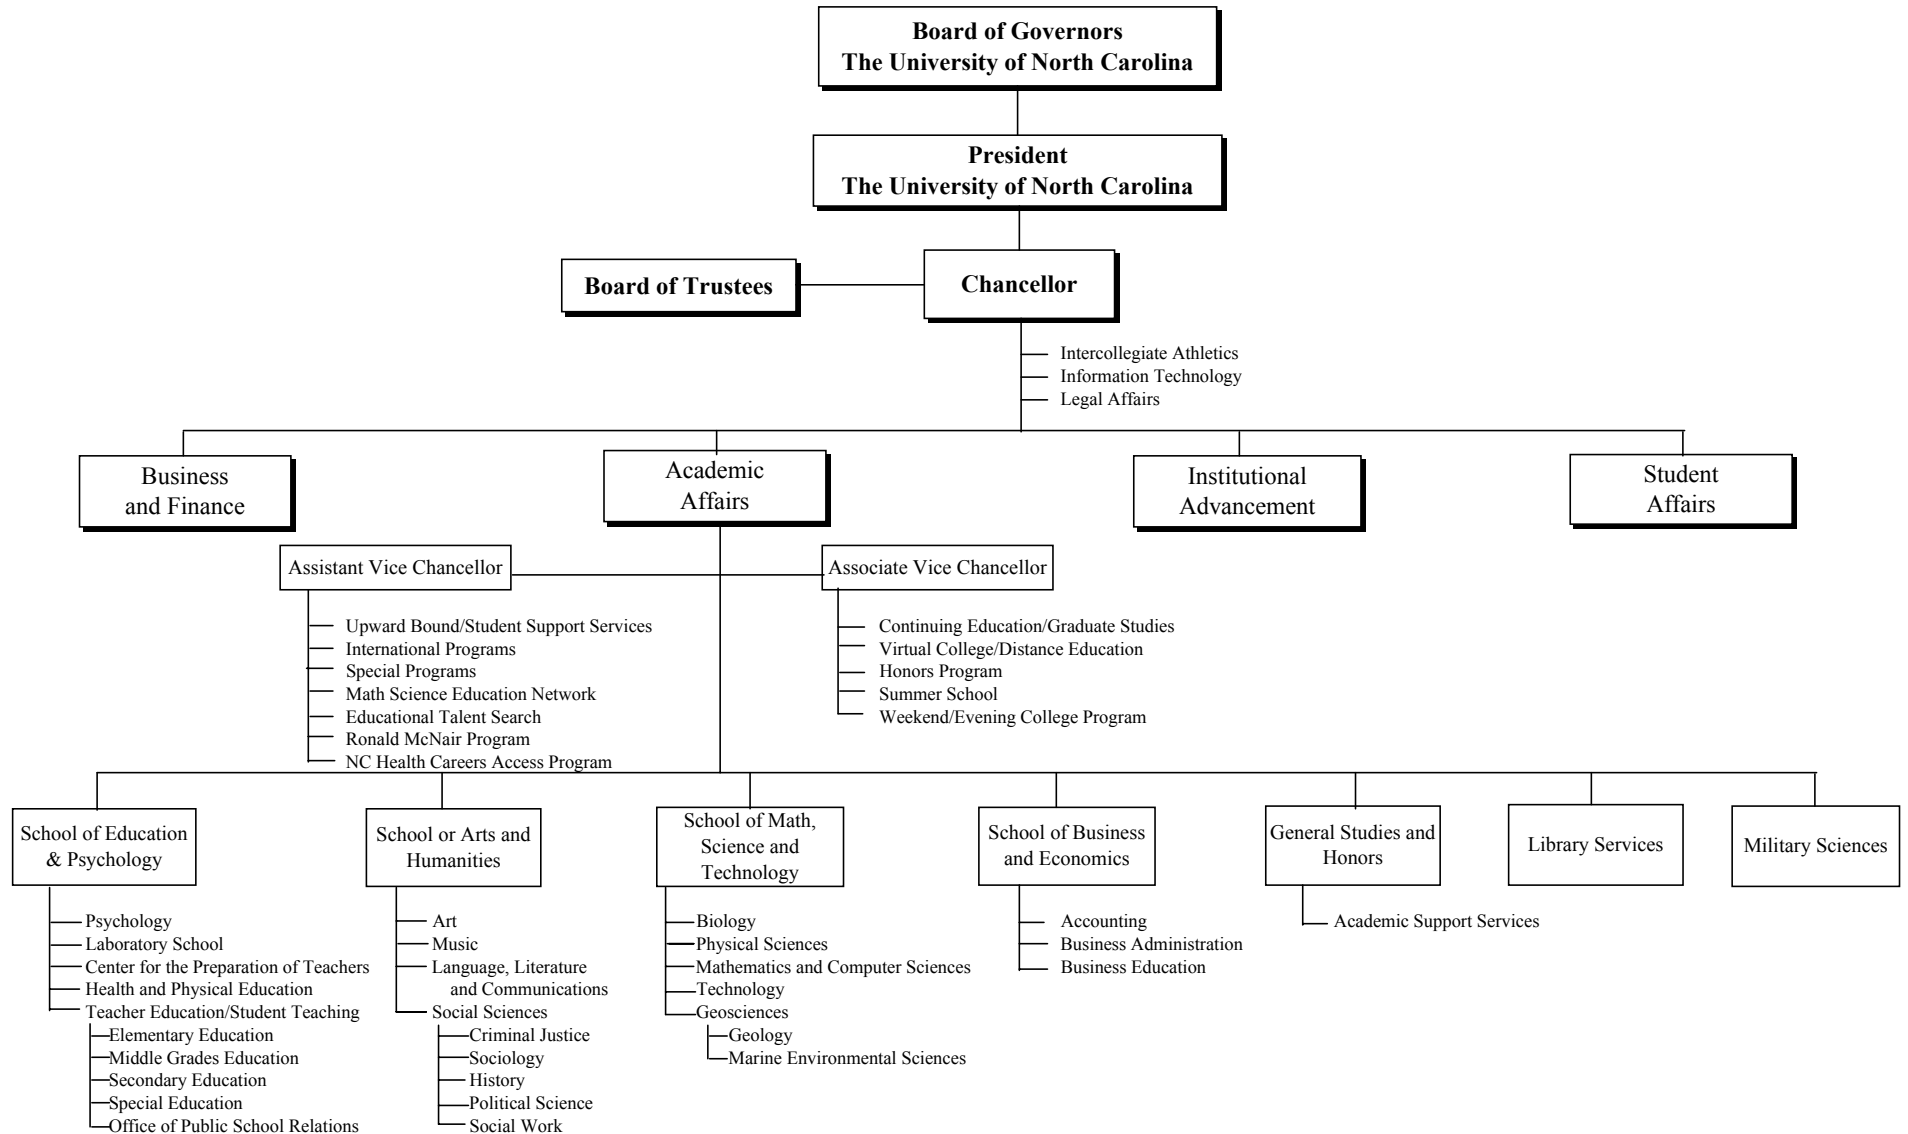 Board of Governors
The University of North Carolina
President
The University of North Carolina
Board of Trustees
Chancellor
Intercollegiate Athletics
Information Technology
Legal Affairs
Business
and Finance
Academic
Affairs
Institutional
Advancement
Student
Affairs
Assistant Vice Chancellor
Upward Bound/Student Support Services
International Programs
Special Programs
Math Science Education Network
Educational Talent Search
Ronald McNair Program
NC Health Careers Access Program
Associate Vice Chancellor
Continuing Education/Graduate Studies
Virtual College/Distance Education
Honors Program
Summer School
Weekend/Evening College Program
School of Education
& Psychology
Psychology
Laboratory School
Center for the Preparation of Teachers
Health and Physical Education
Teacher Education/Student Teaching
Elementary Education
Middle Grades Education
Secondary Education
Special Education
Office of Public School Relations
School or Arts and
Humanities
Art
Music
Language, Literature
and Communications
Social Sciences
Criminal Justice
Sociology
History
Political Science
Social Work
School of Math,
Science and
Technology
Biology
Physical Sciences
Mathematics and Computer Sciences
Technology
Geosciences
Geology
Marine Environmental Sciences
School of Business
and Economics
Accounting
Business Administration
Business Education
General Studies and
Honors
Academic Support Services
Library Services
Military Sciences